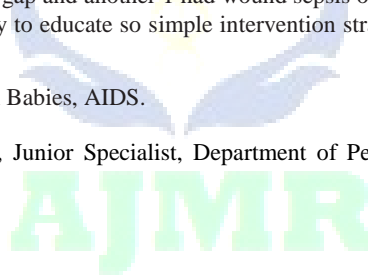 gap and another 1 had wound sepsis o
y to educate so simple intervention stra
Babies, AIDS.
, Junior Specialist, Department of Pe
AJMR